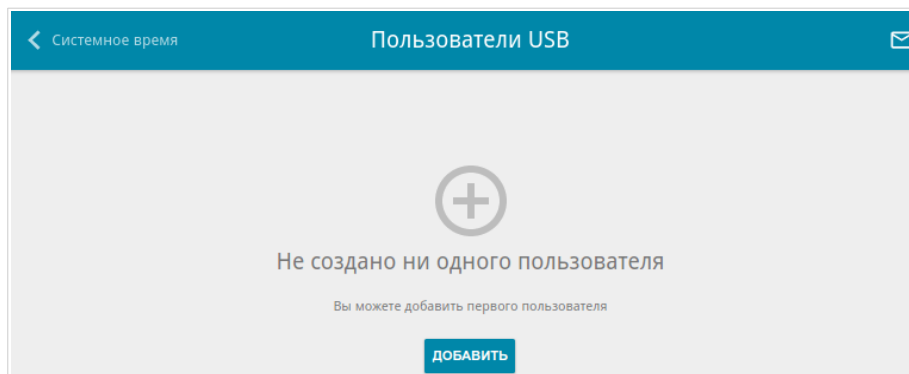 Системное время
Пользователи USB
Не создано ни одного пользователя
Вы можете добавить первого пользователя
ДОБАВИТЬ